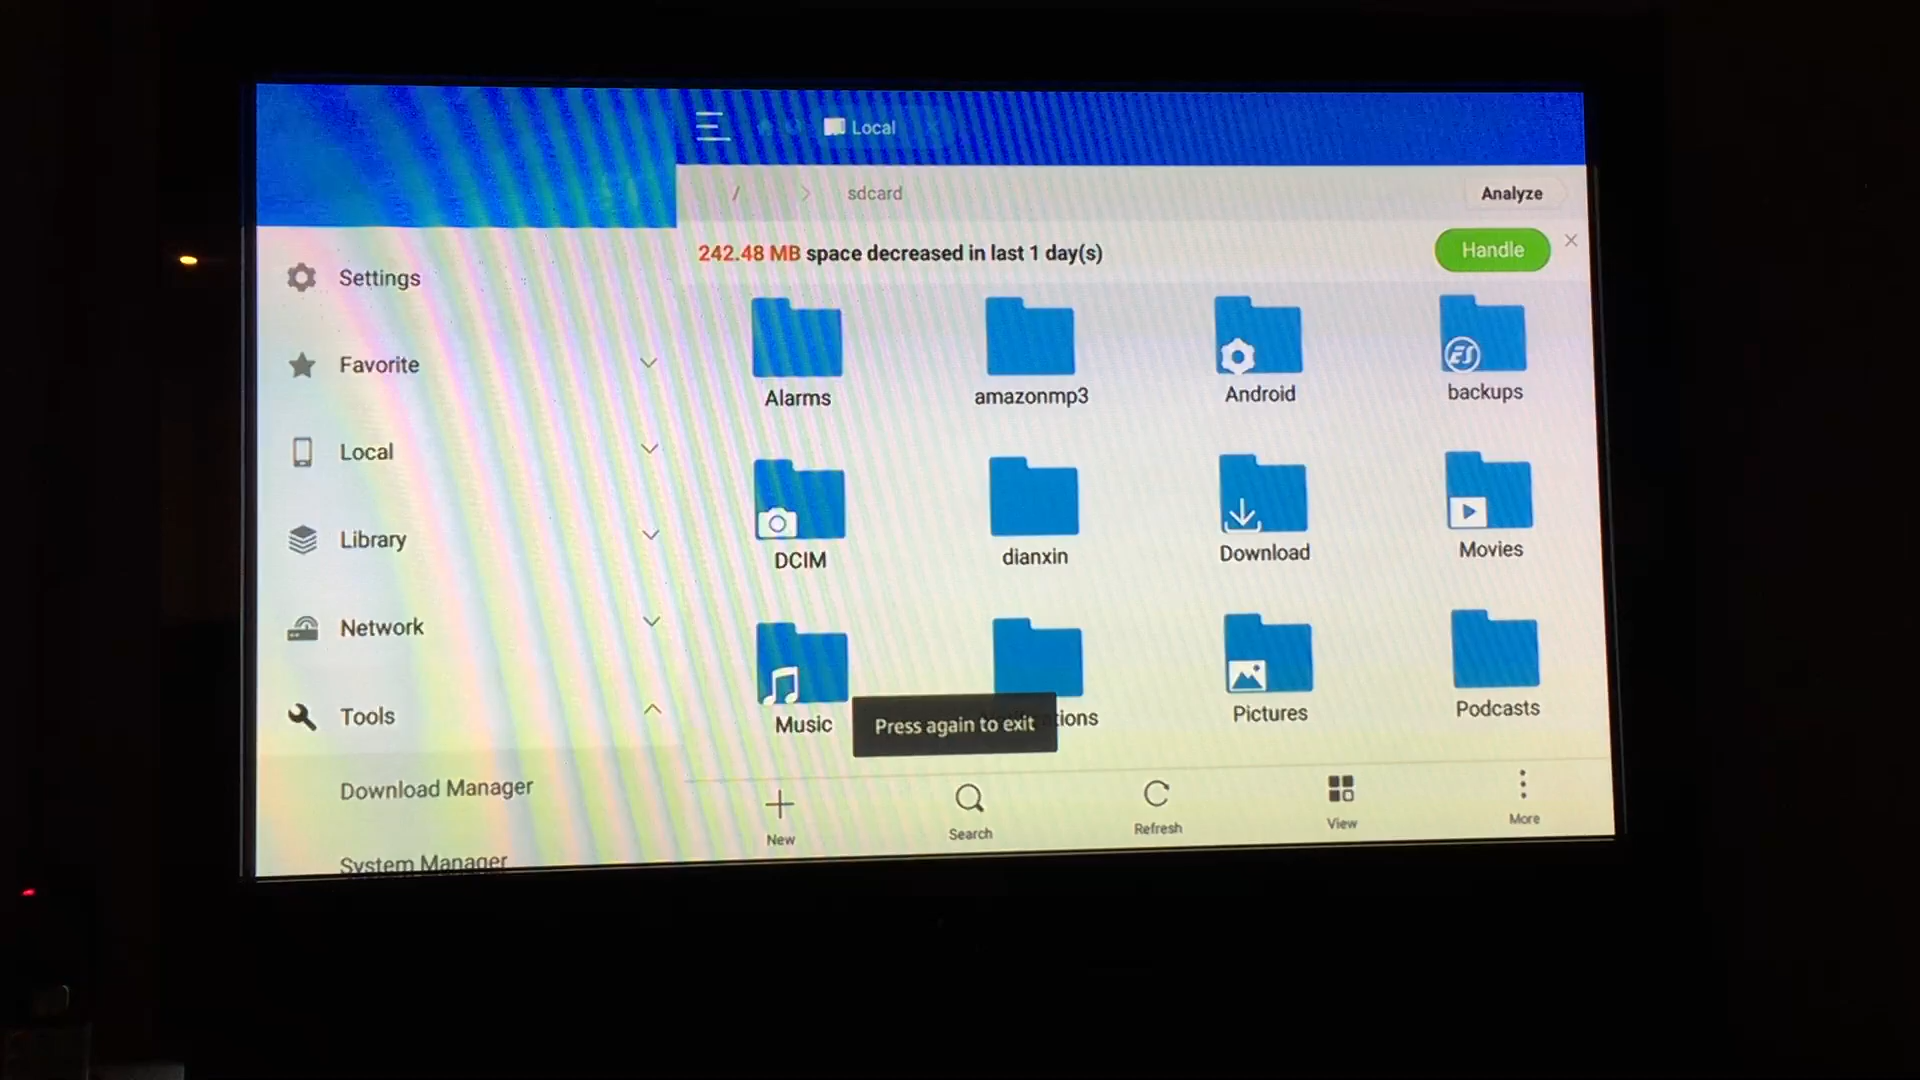 Local
/ > sdcard
Analyze
242.48 MB space decreased in last 1 day(s)
Handle
Settings
Favorite
Local
Library
Network
Tools
Download Manager
System Manager
Alarms
amazonmp3
Android
ES
backups
DCIM
dianxin
Download
Movies
Music
tions
Pictures
Podcasts
Press again to exit
New
Search
Refresh
View
More